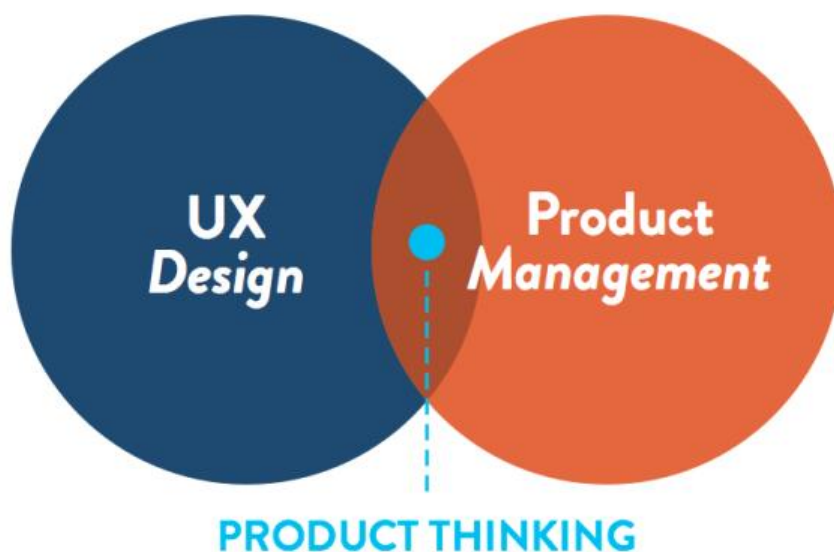 UX
Design
Product
Management
PRODUCT THINKING